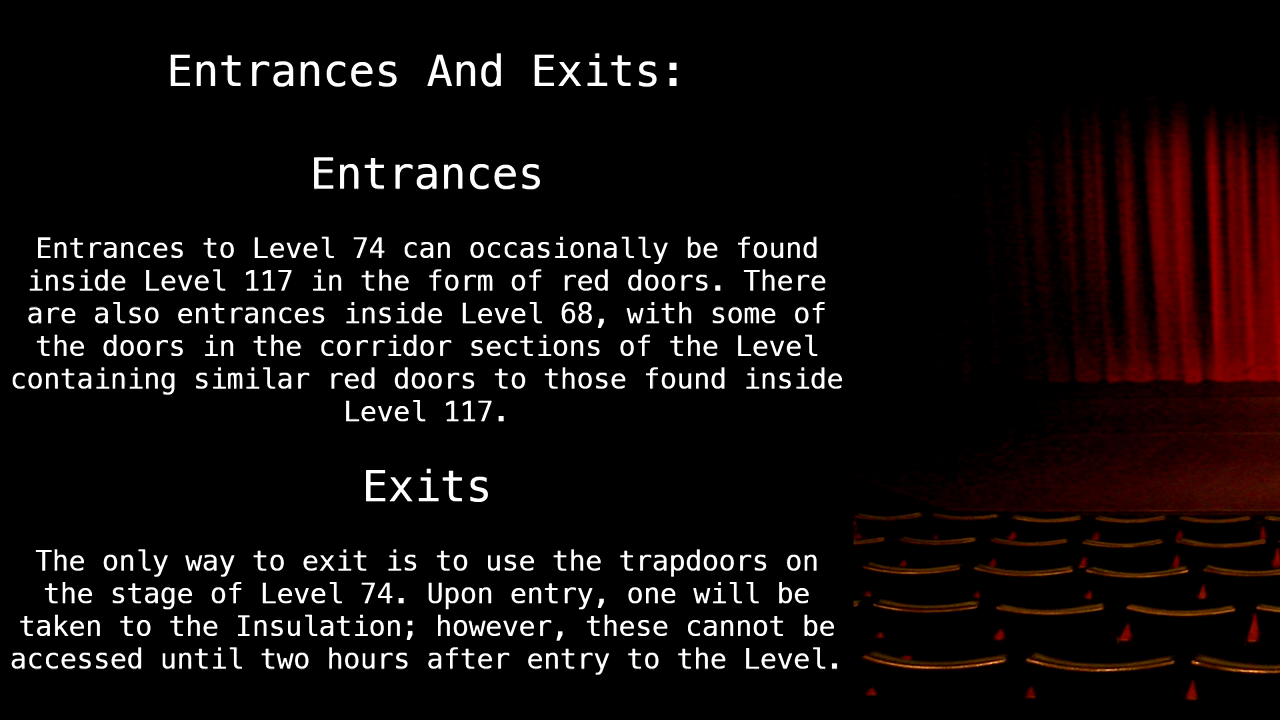 Entrances And Exits:
Entrances
Entrances to Level 74 can occasionally be found
inside Level 117 in the form of red doors. There
are also entrances inside Level 68, with some of
the doors in the corridor sections of the Level
containing similar red doors to those found inside
Level 117.
Exits
The only way to exit is to use the trapdoors on
the stage of Level 74. Upon entry, one will be
taken to the Insulation; however, these cannot be
accessed until two hours after entry to the Level.